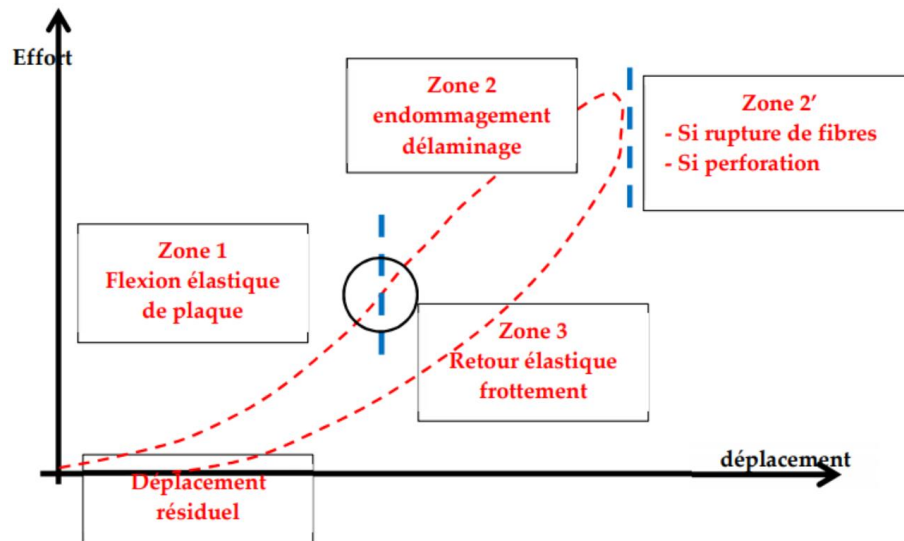 Effort
Zone 2
endommagement
délaminage
Zone 2’
- Si rupture de fibres
- Si perforation
Zone 1
Flexion élastique
de plaque
Zone 3
Retour élastique
frottement
déplacement
Déplacement
résiduel